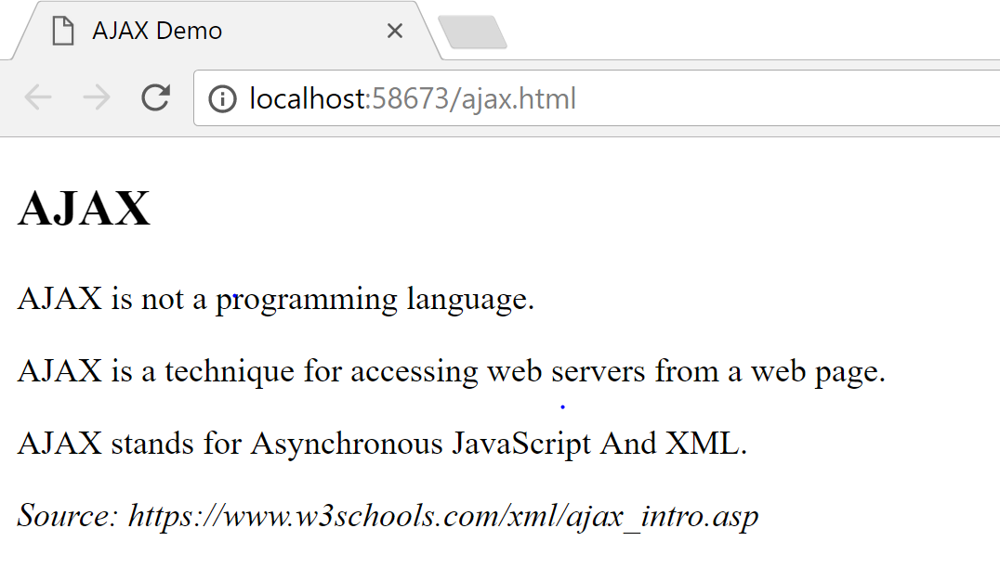 AJAX Demo
localhost:58673/ajax.html
AJAX
AJAX is not a programming language.
AJAX is a technique for accessing web servers from a web page.
AJAX stands for Asynchronous JavaScript And XML.
Source: https://www.w3schools.com/xml/ajax_intro.asp